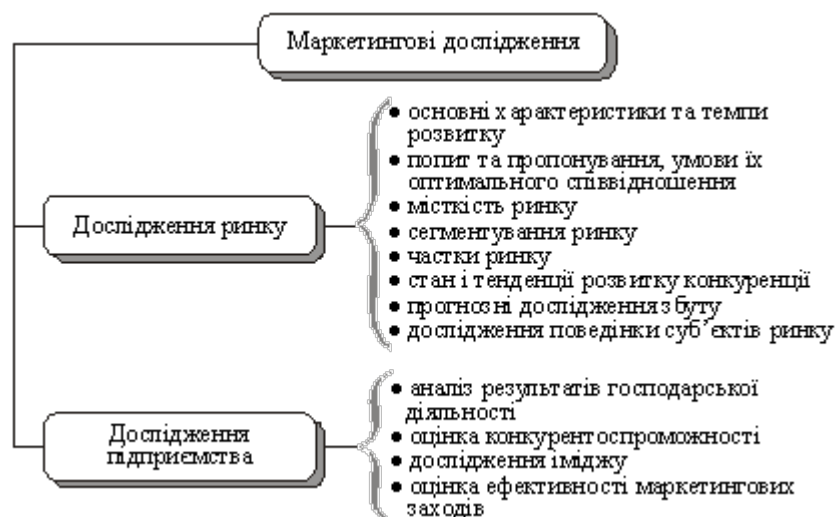 Маркетингові дослідження
● основні характеристики та темпи
розвитку
● попит та пропонування, умови їх
оптимального співвідношення
● місткість ринку
● сегментування ринку
● частки ринку
● стан і тенденції розвитку конкуренції
● прогнозні дослідження збуту
● дослідження поведінки суб’єктів ринку
Дослідження ринку
● аналіз результатів господарської
діяльності
● оцінка конкурентоспроможності
● дослідження іміджу
● оцінка ефективності маркетингових
заходів
Дослідження
підприємства